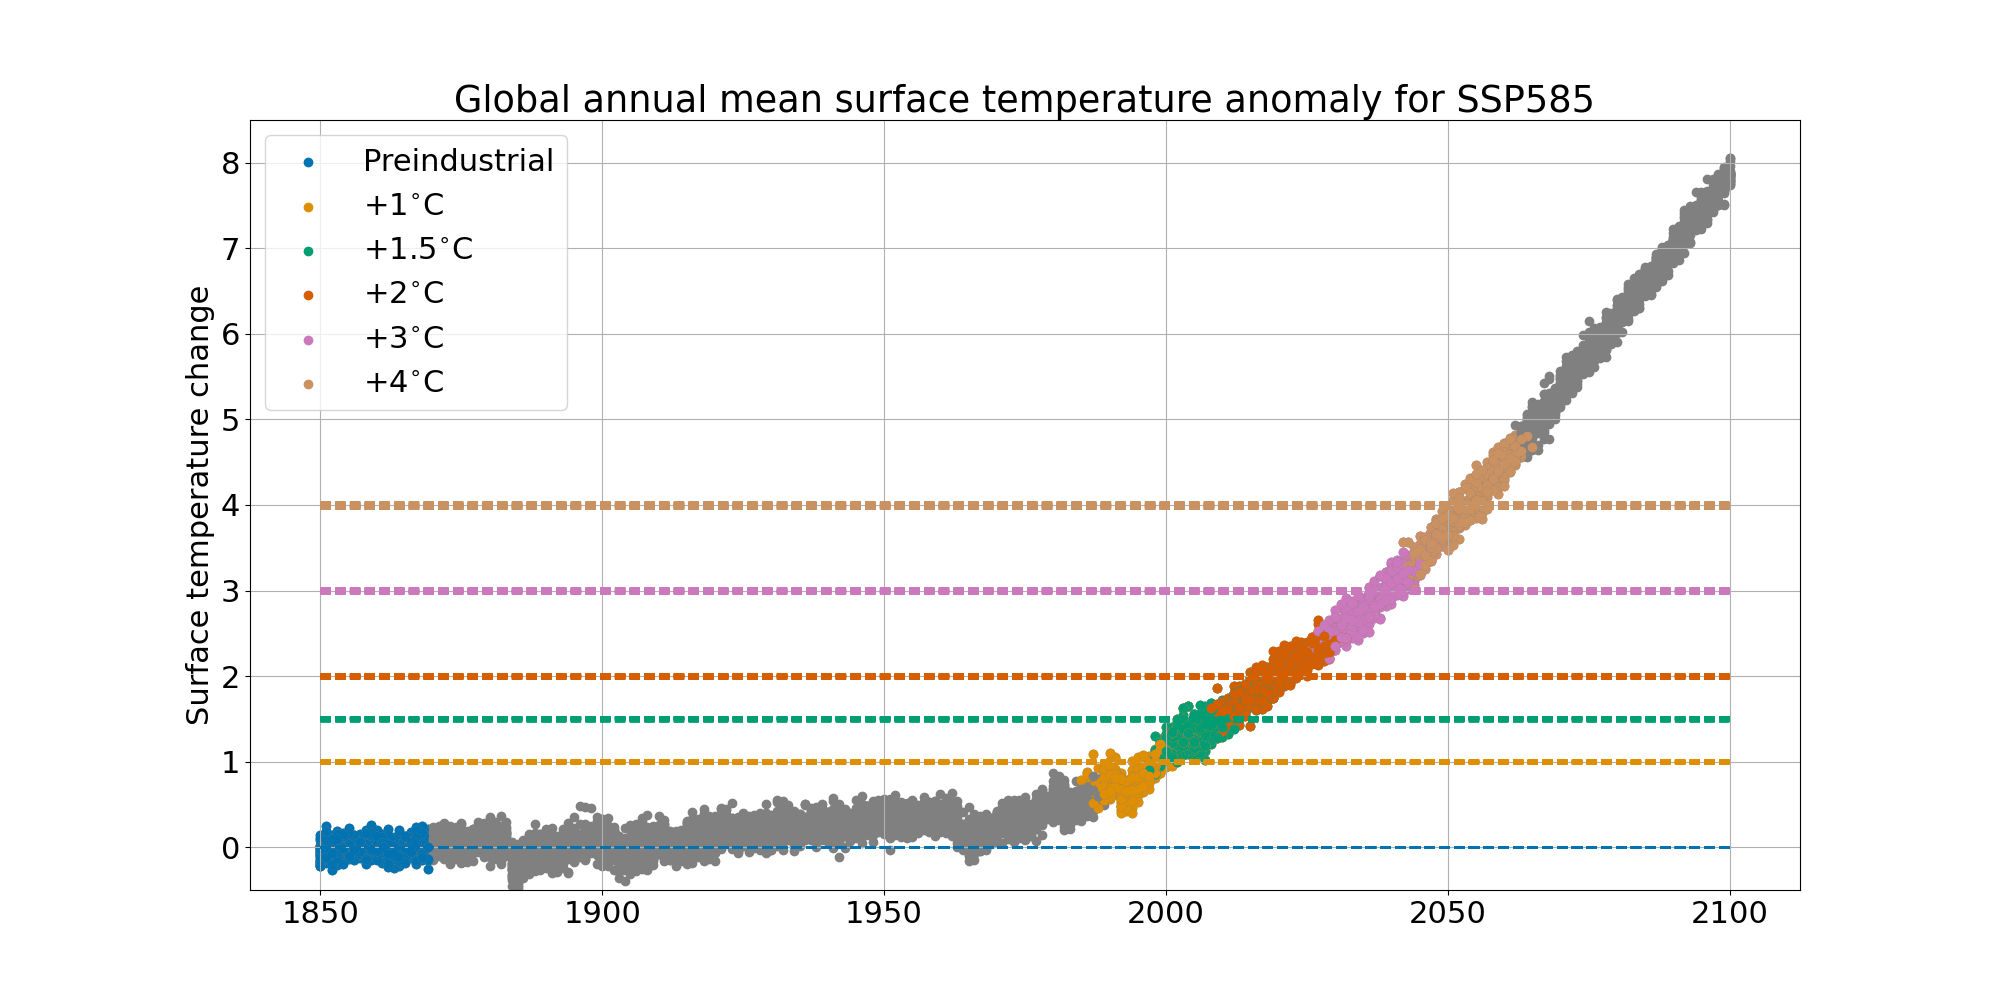 Global annual mean surface temperature anomaly for SSP585
Preindustrial
+1°C
+1.5°C
+2°C
+3°C
+4°C
Surface temperature change
8
7
6
5
4
3
2
1
0
1850 1900 1950 2000 2050 2100